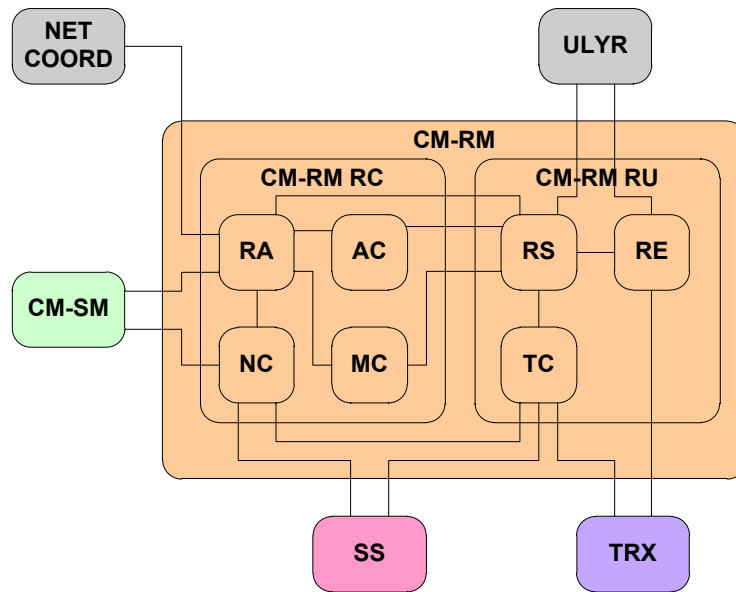 NET
COORD
ULYR
CM-RM
CM-RM RC
CM-RM RU
RA
AC
RS
RE
CM-SM
NC
MC
TC
SS
TRX